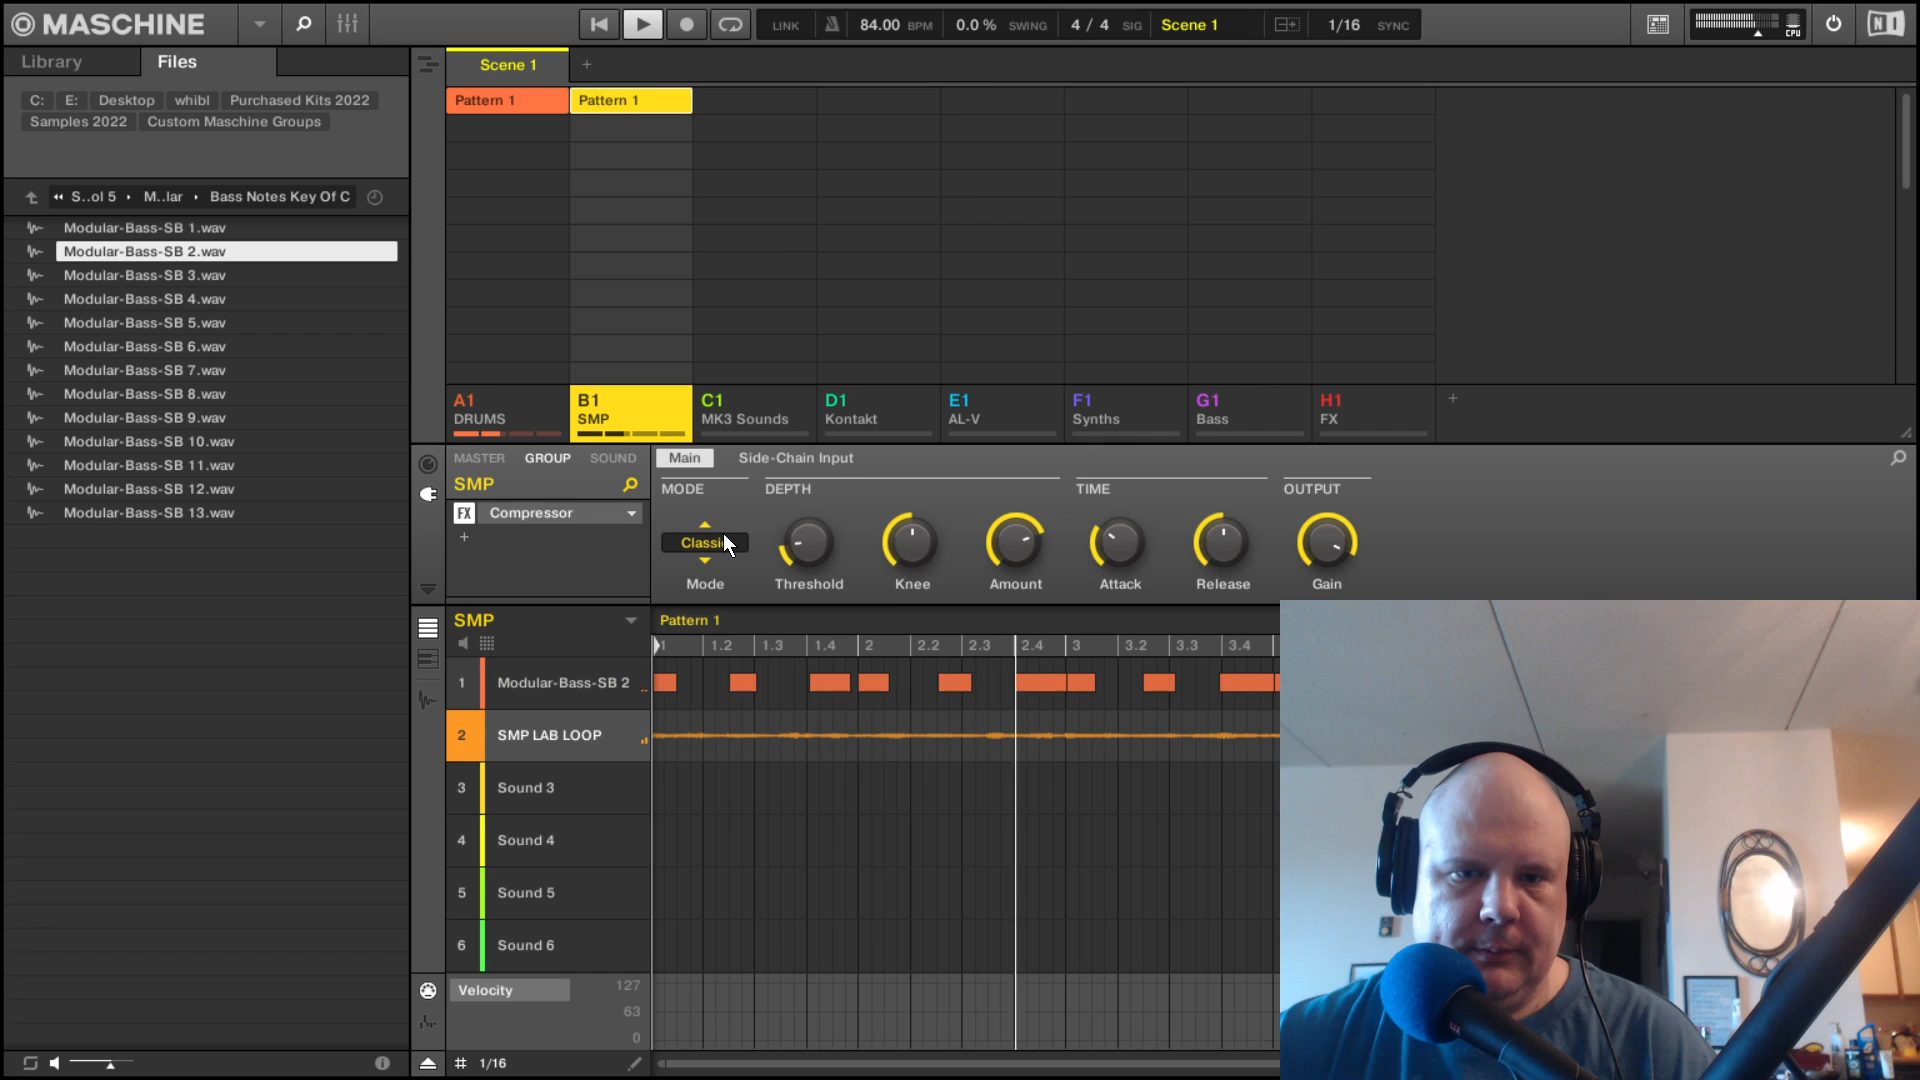 MASCHINE
LINK
84.00 BPM
0.0 % SWING
4 / 4 SIG
Scene 1
1/16 SYNC
CPU
Library
Files
C:
E:
Desktop
whibl
Purchased Kits 2022
Samples 2022
Custom Maschine Groups
S..ol 5
M..lar
Bass Notes Key Of C
Modular-Bass-SB 1.wav
Modular-Bass-SB 2.wav
Modular-Bass-SB 3.wav
Modular-Bass-SB 4.wav
Modular-Bass-SB 5.wav
Modular-Bass-SB 6.wav
Modular-Bass-SB 7.wav
Modular-Bass-SB 8.wav
Modular-Bass-SB 9.wav
Modular-Bass-SB 10.wav
Modular-Bass-SB 11.wav
Modular-Bass-SB 12.wav
Modular-Bass-SB 13.wav
Scene 1
+
Pattern 1
Pattern 1
A1
DRUMS
B1
SMP
C1
MK3 Sounds
D1
Kontakt
E1
AL-V
F1
Synths
G1
Bass
H1
FX
+
MASTER
GROUP
SOUND
SMP
FX
Compressor
+
Main
Side-Chain Input
MODE
DEPTH
TIME
OUTPUT
Mode
Threshold
Knee
Amount
Attack
Release
Gain
SMP
Pattern 1
1
1.2
1.3
1.4
2
2.2
2.3
2.4
3
3.2
3.3
3.4
1 Modular-Bass-SB 2
2 SMP LAB LOOP
3 Sound 3
4 Sound 4
5 Sound 5
6 Sound 6
Velocity
127
63
0
1/16